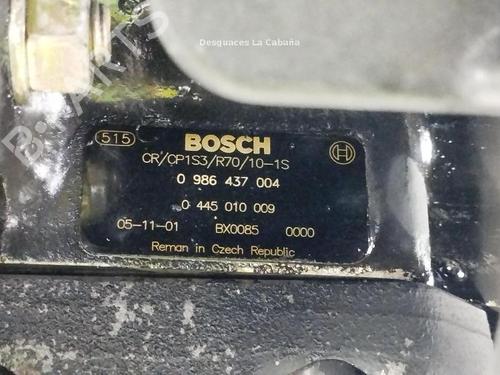 Desguaces La Cabaña
B-PARTS
515 BOSCH
CR/CP1S3/R70/10-1S
0 986 437 004
0 445 010 009
05-11-01 BX0085 0000
Reman in Czech Republic